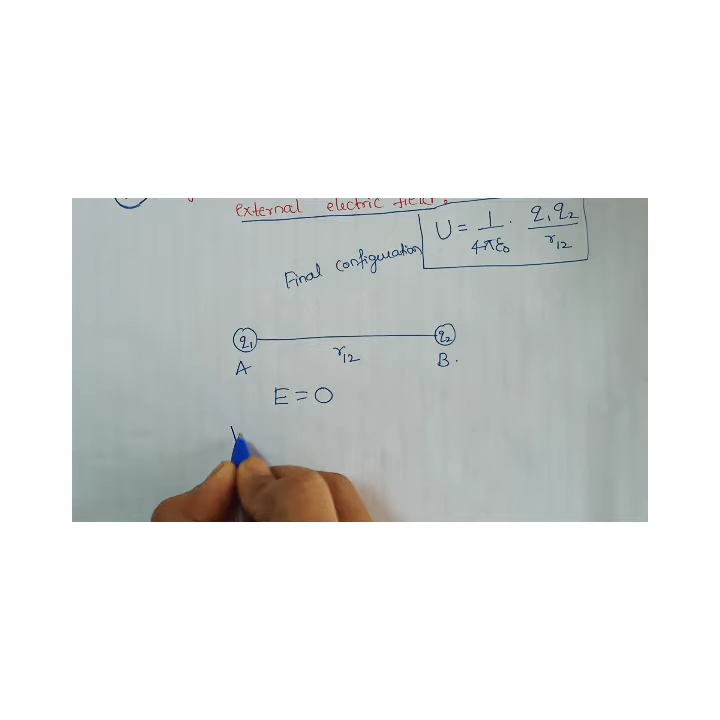 external electric field.
Final configuration U = 1/4πε₀ · q₁q₂/r₁₂
q₁ q₂
r₁₂
A B.
E = 0